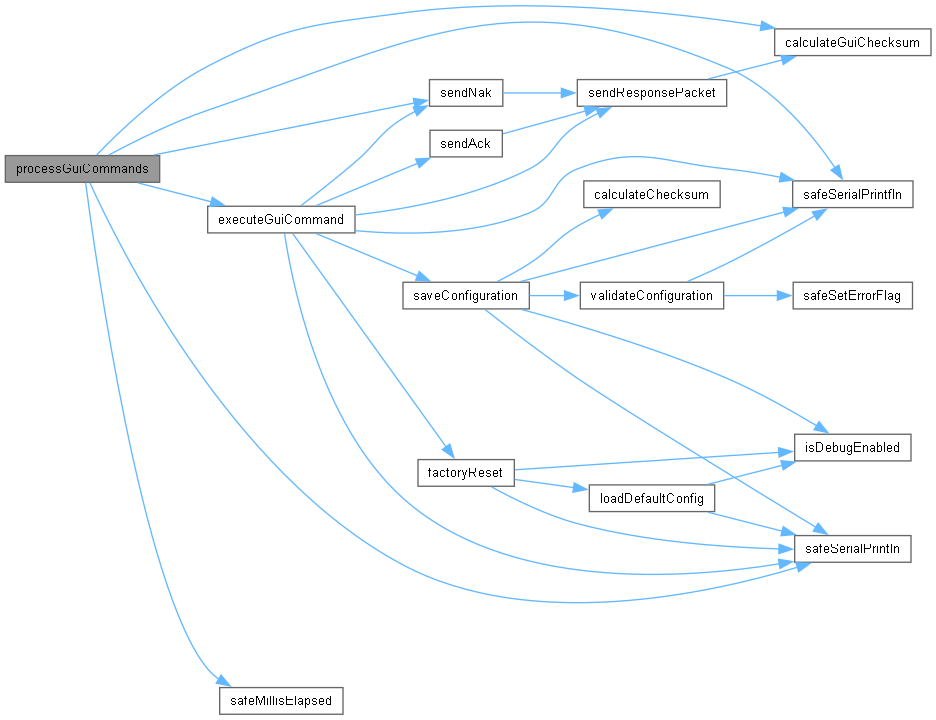 calculateGuiChecksum
sendNak
sendResponsePacket
sendAck
processGuiCommands
calculateChecksum
safeSerialPrintfln
executeGuiCommand
saveConfiguration
validateConfiguration
safeSetErrorFlag
isDebugEnabled
factoryReset
loadDefaultConfig
safeSerialPrintln
safeMillisElapsed